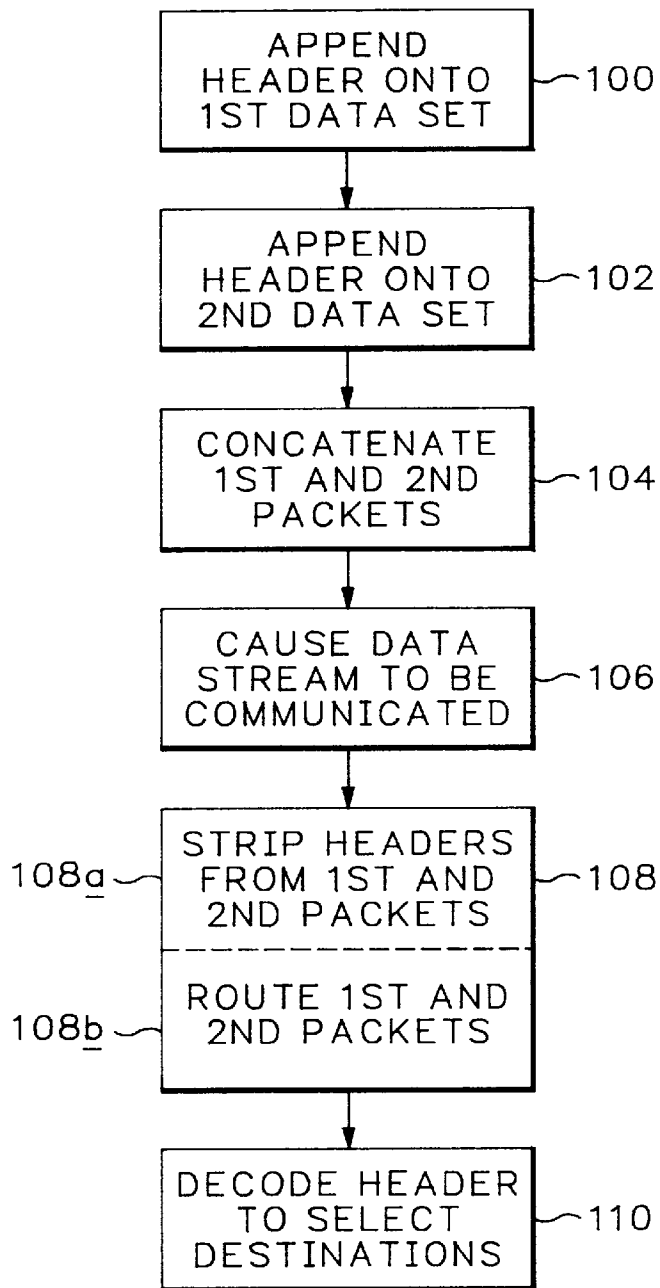 APPEND
HEADER ONTO
1ST DATA SET
100
APPEND
HEADER ONTO
2ND DATA SET
102
CONCATENATE
1ST AND 2ND
PACKETS
104
CAUSE DATA
STREAM TO BE
COMMUNICATED
106
STRIP HEADERS
FROM 1ST AND
2ND PACKETS
108a
108
ROUTE 1ST AND
2ND PACKETS
108b
DECODE HEADER
TO SELECT
DESTINATIONS
110